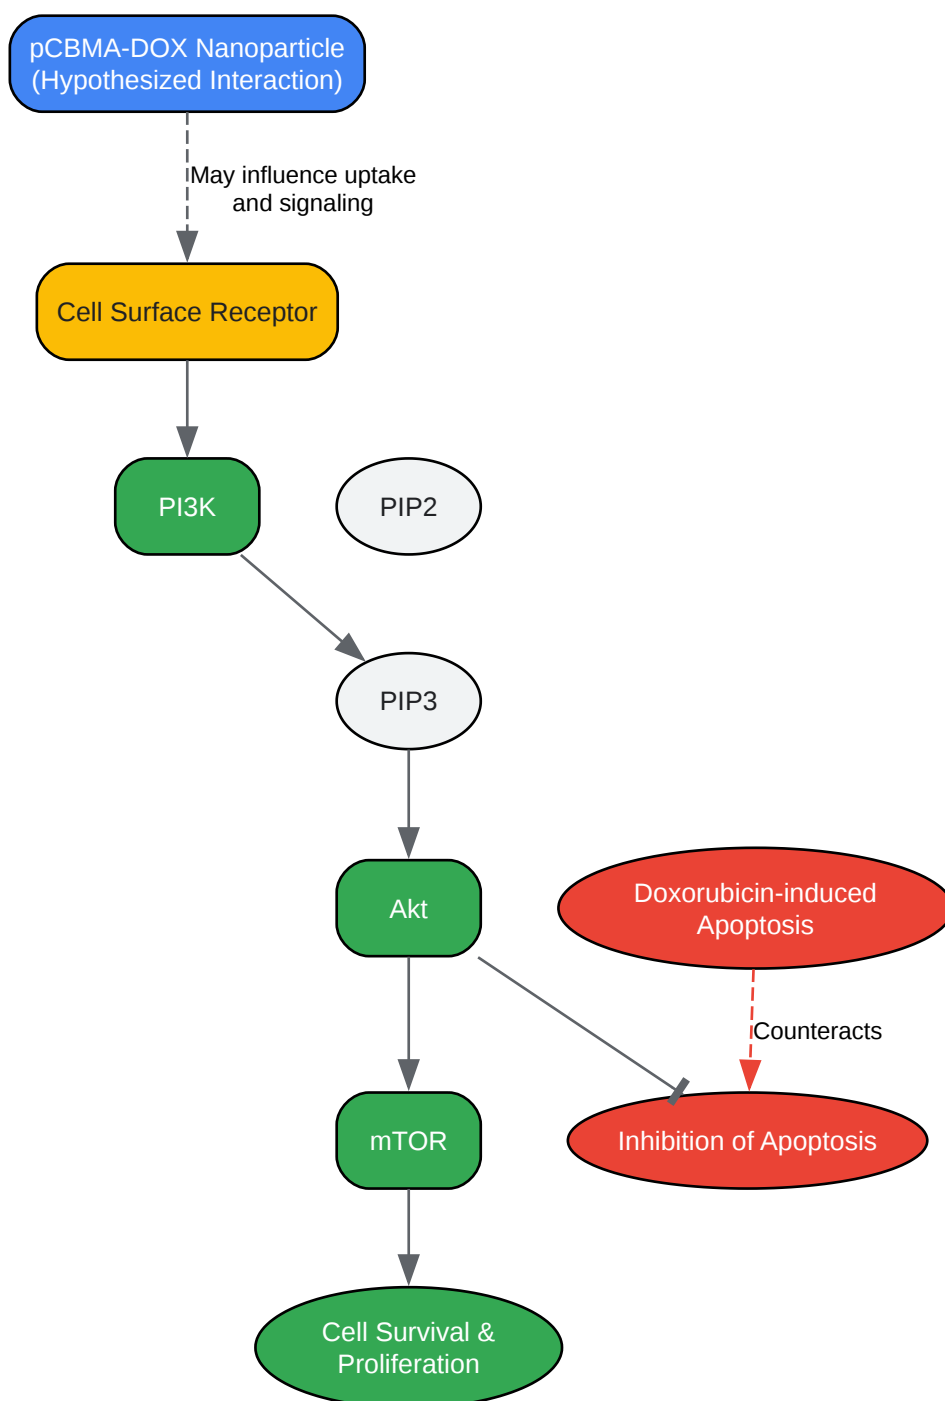 pCBMA-DOX Nanoparticle
(Hypothesized Interaction)
May influence uptake
and signaling
Cell Surface Receptor
PI3K
PIP2
PIP3
Akt
Doxorubicin-induced
Apoptosis
Counteracts
mTOR
Inhibition of Apoptosis
Cell Survival &
Proliferation